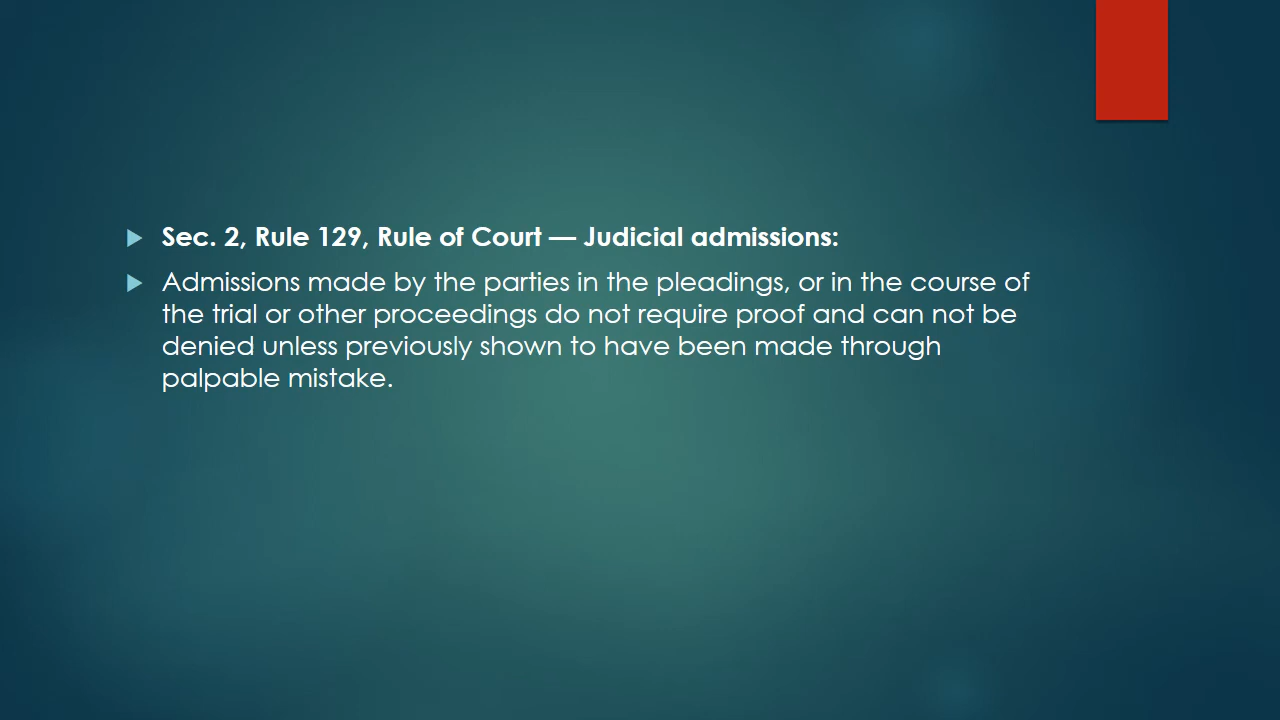 Sec. 2, Rule 129, Rule of Court — Judicial admissions:
Admissions made by the parties in the pleadings, or in the course of
the trial or other proceedings do not require proof and can not be
denied unless previously shown to have been made through
palpable mistake.